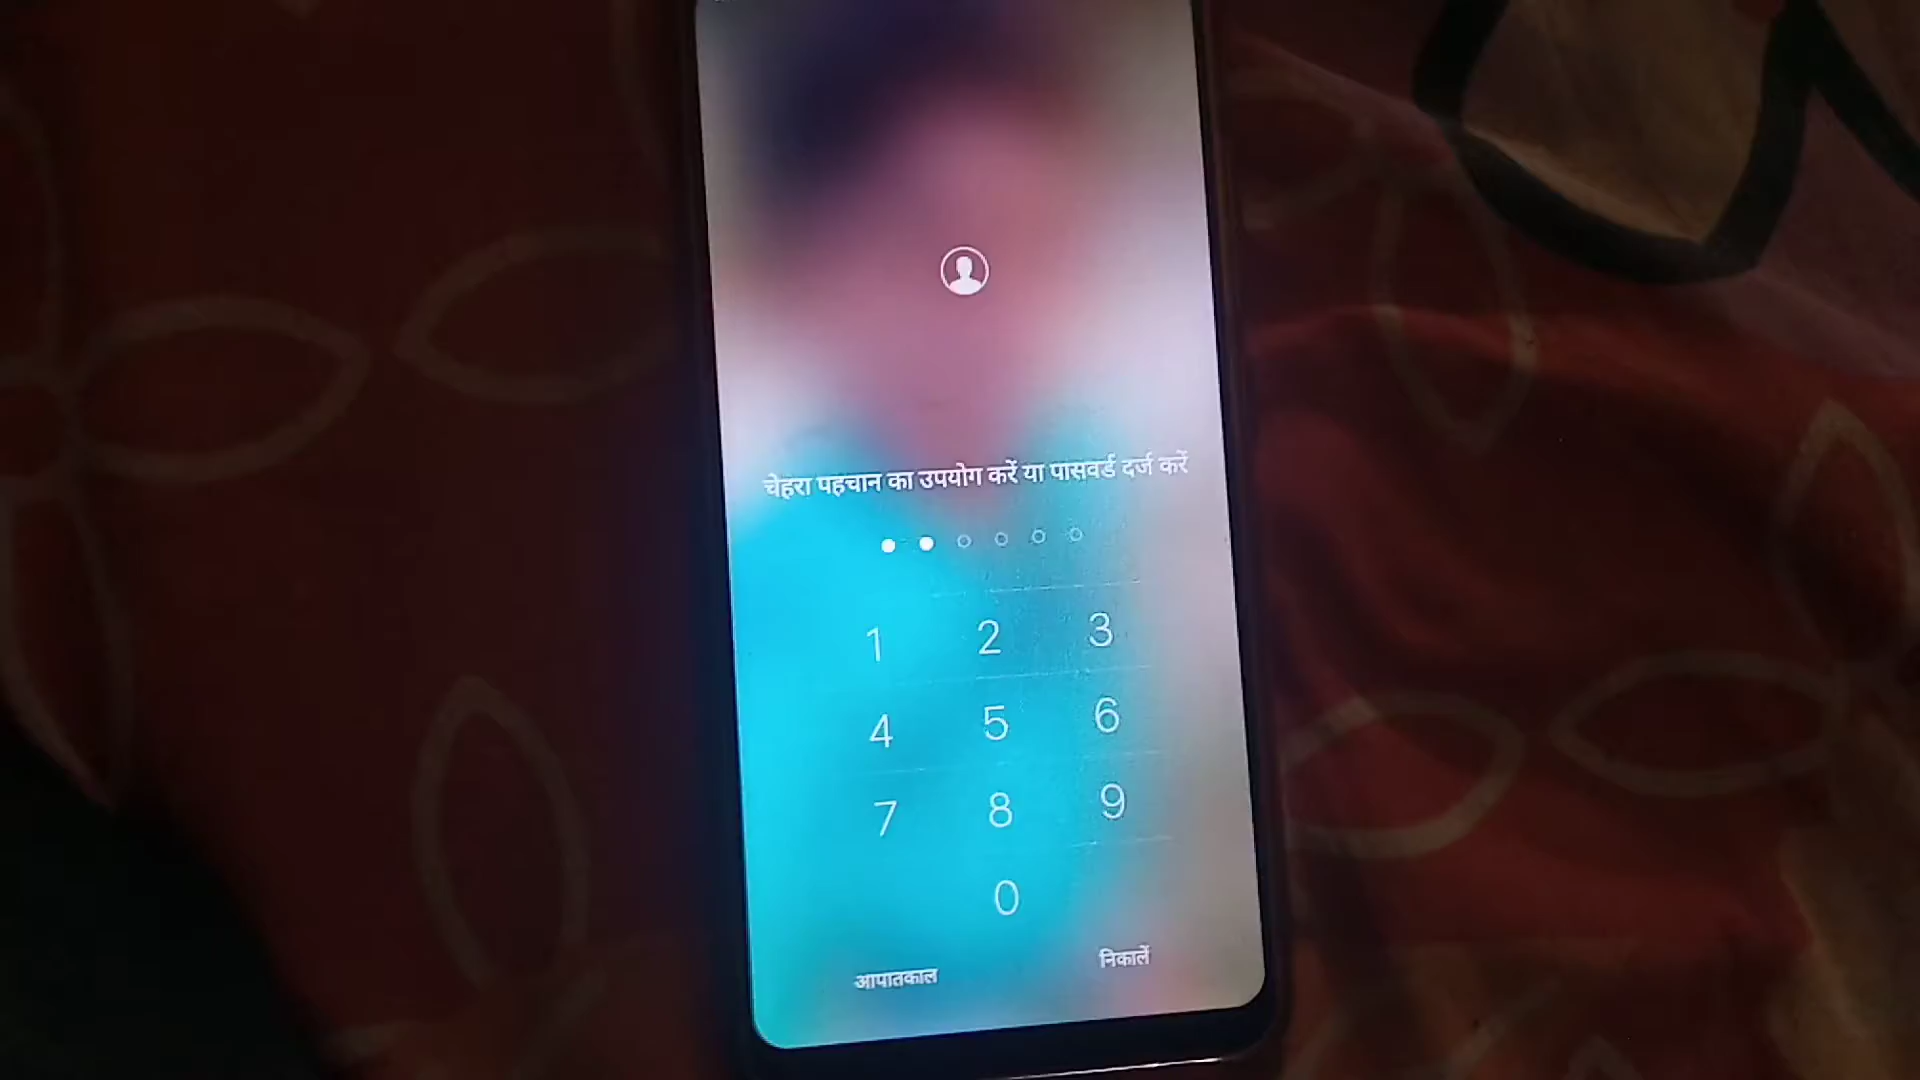 चेहरा पहचान का उपयोग करें या पासवर्ड दर्ज करें
1 2 3
4 5 6
7 8 9
0
आपातकाल निकालें